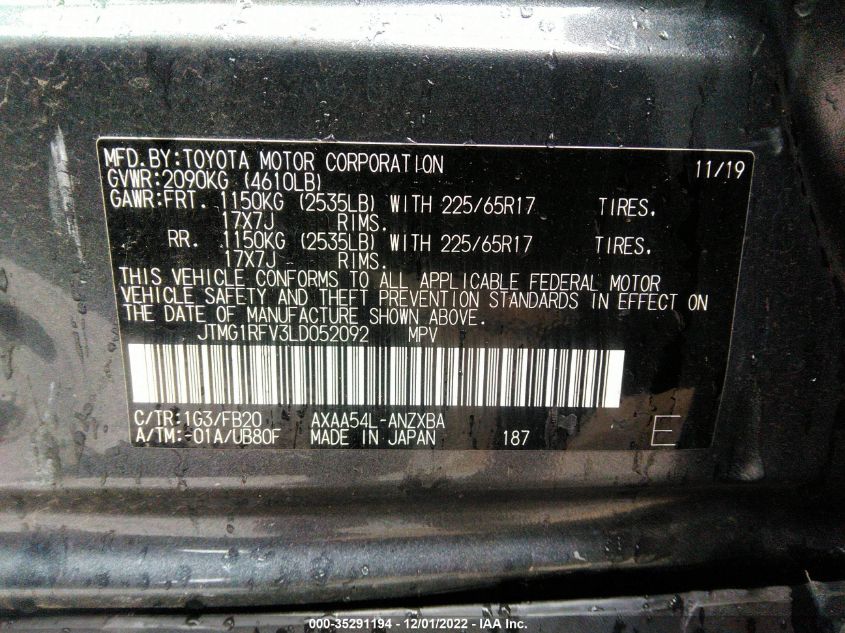 MFD.BY:TOYOTA MOTOR CORPORATION 11/19
GVWR:2090KG (4610LB)
GAWR:FRT. 1150KG (2535LB) WITH 225/65R17 TIRES,
17X7J RIMS.
RR. 1150KG (2535LB) WITH 225/65R17 TIRES,
17X7J RIMS.
THIS VEHICLE CONFORMS TO ALL APPLICABLE FEDERAL MOTOR
VEHICLE SAFETY AND THEFT PREVENTION STANDARDS IN EFFECT ON
THE DATE OF MANUFACTURE SHOWN ABOVE.
JTMG1RFV3LD052092 MPV
C/TR:1G3/FB20 AXAA54L-ANZXBA
A/TM:-01A/UB80F MADE IN JAPAN 187 E
000-35291194 - 12/01/2022 - IAA Inc.